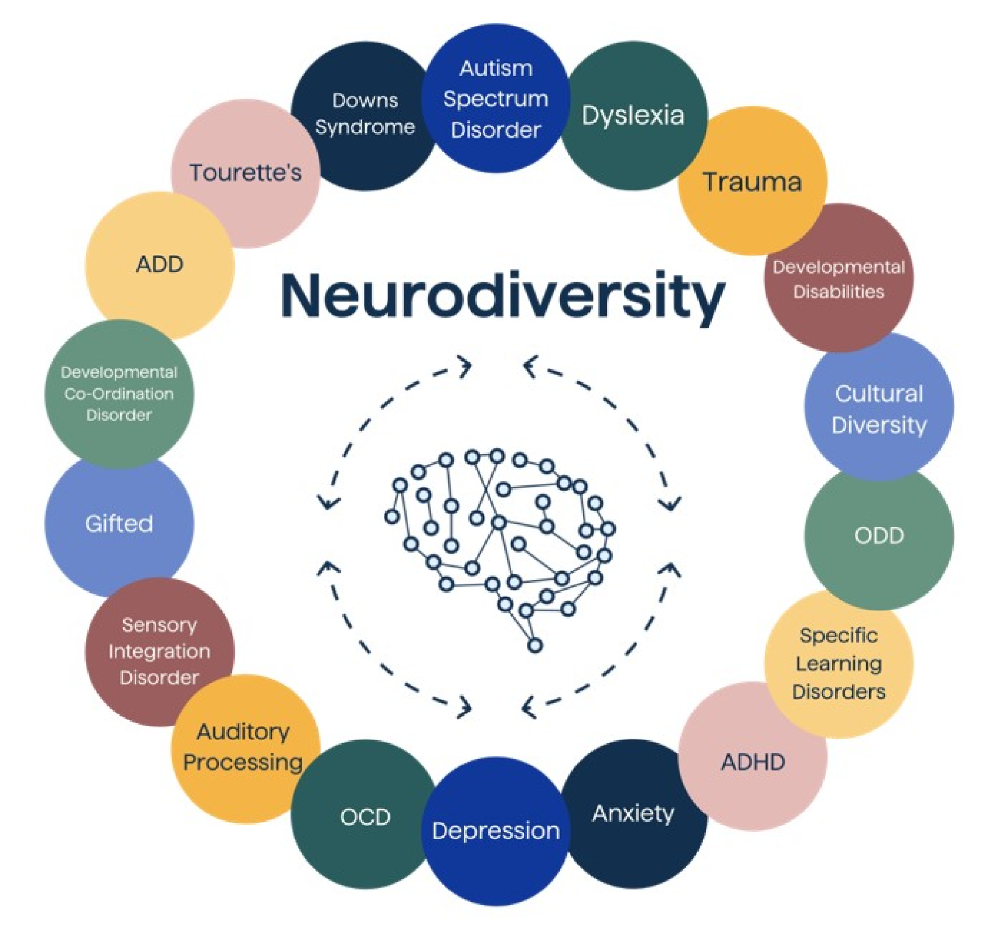 Neurodiversity
Autism
Spectrum
Disorder
Dyslexia
Trauma
Developmental
Disabilities
Cultural
Diversity
ODD
Specific
Learning
Disorders
ADHD
Anxiety
Depression
OCD
Auditory
Processing
Sensory
Integration
Disorder
Gifted
Developmental
Co-Ordination
Disorder
ADD
Tourette's
Downs
Syndrome